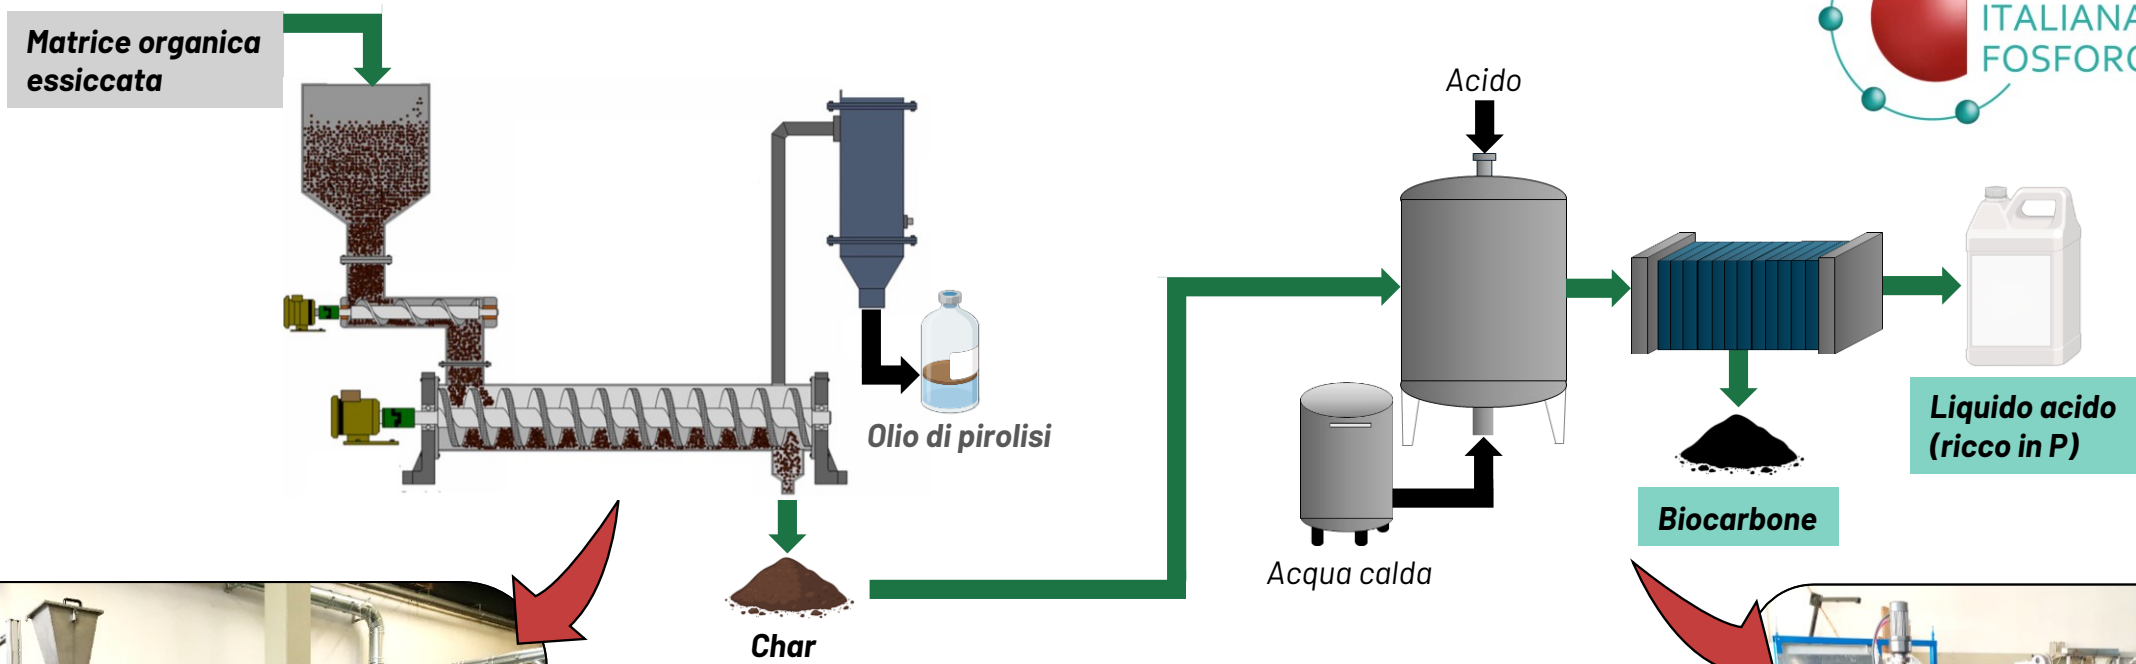 Matrice organica
essiccata
ITALIANA
FOSFORO
Acido
Olio di pirolisi
Liquido acido
(ricco in P)
Biocarbone
Acqua calda
Char